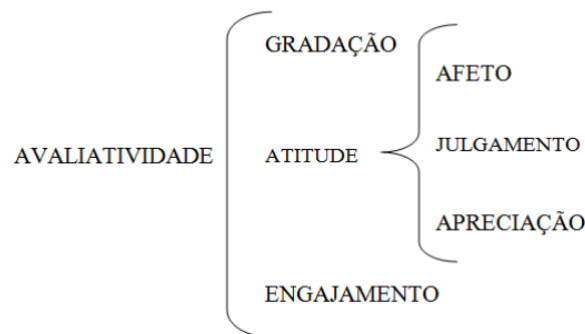 GRADAÇÃO
AFETO
AVALIATIVIDADE
ATITUDE
JULGAMENTO
APRECIAÇÃO
ENGAJAMENTO